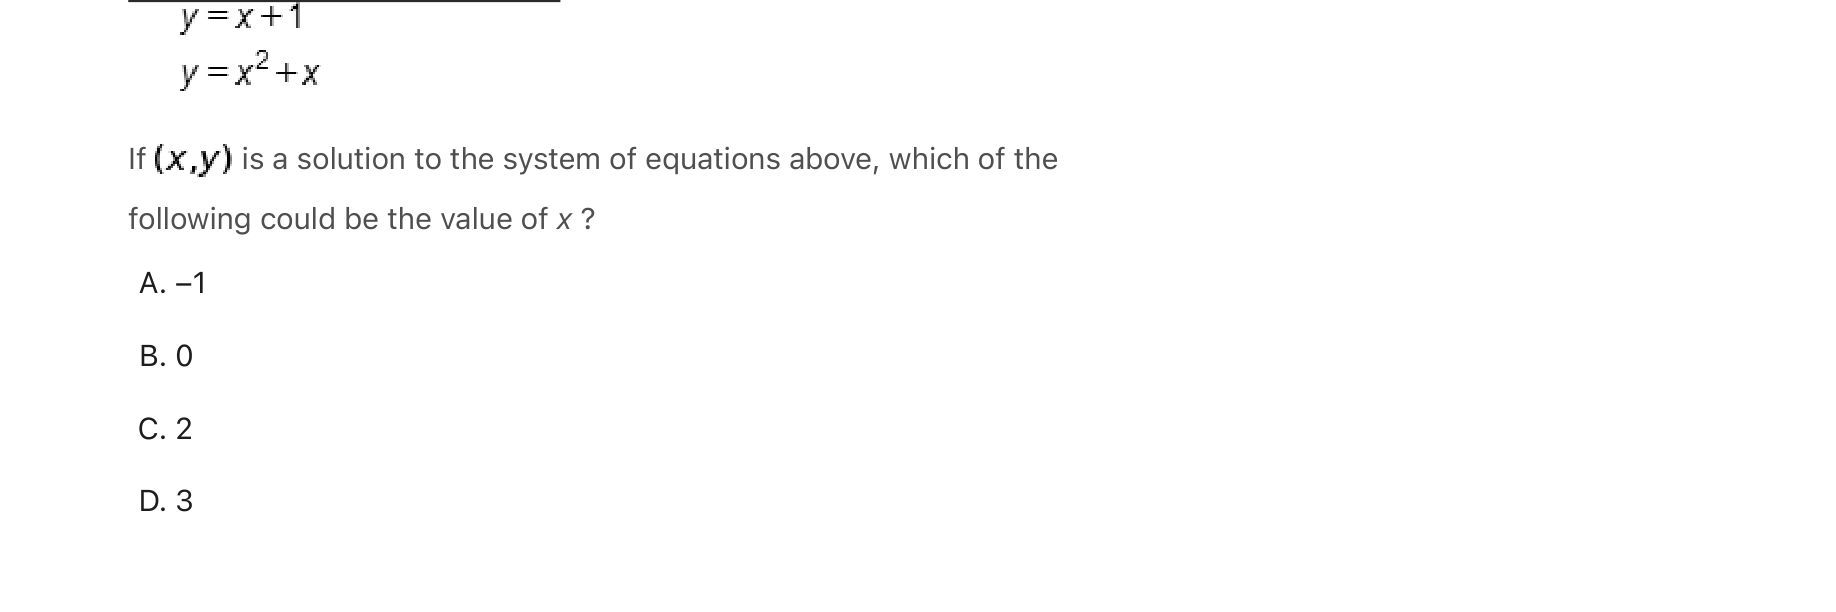 y = x + 1
y = x² + x
If (x,y) is a solution to the system of equations above, which of the
following could be the value of x ?
A. –1
B. 0
C. 2
D. 3